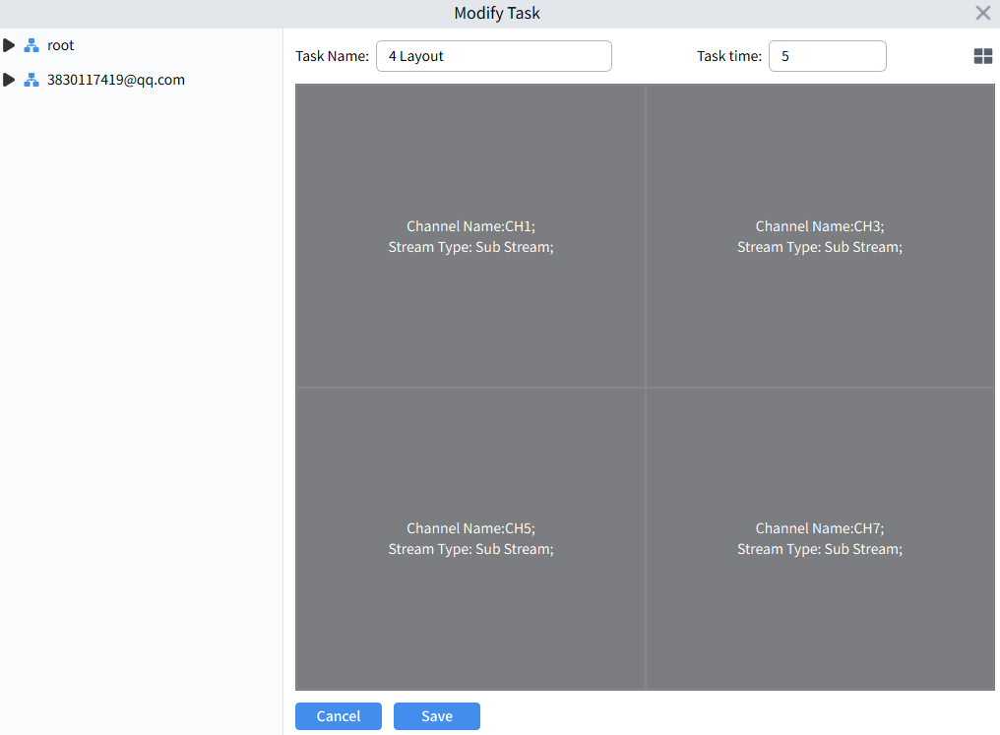 Modify Task
root
3830117419@qq.com
Task Name: 4 Layout Task time: 5
Channel Name:CH1;
Stream Type: Sub Stream;
Channel Name:CH3;
Stream Type: Sub Stream;
Channel Name:CH5;
Stream Type: Sub Stream;
Channel Name:CH7;
Stream Type: Sub Stream;
Cancel Save